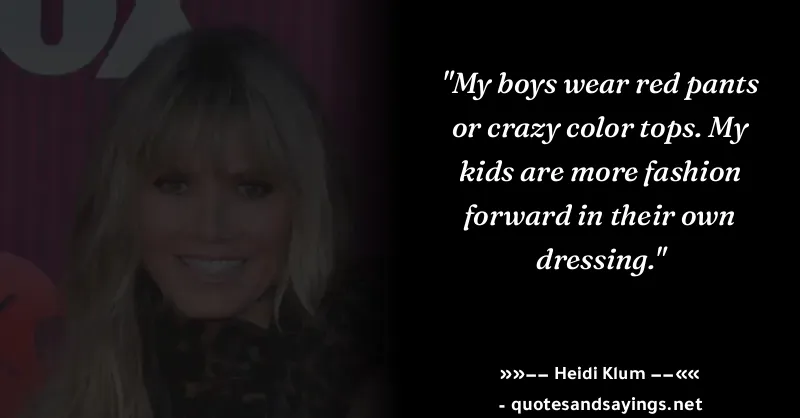 "My boys wear red pants
or crazy color tops. My
kids are more fashion
forward in their own
dressing."
»»−− Heidi Klum −−««
- quotesandsayings.net